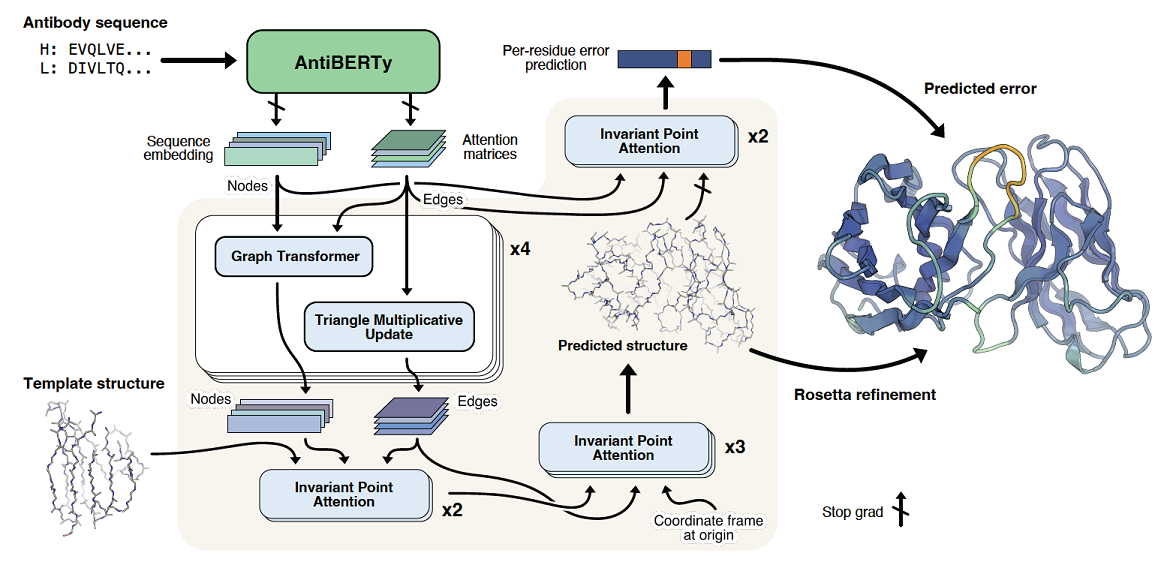 Antibody sequence
H: EVQLVE...
L: DIVLTQ...
AntiBERTy
Per-residue error
prediction
Predicted error
Sequence
embedding
Attention
matrices
Invariant Point
Attention
x2
Nodes
Edges
Graph Transformer
x4
Triangle Multiplicative
Update
Predicted structure
Rosetta refinement
Template structure
Nodes
Edges
Invariant Point
Attention
x3
Invariant Point
Attention
x2
Coordinate frame
at origin
Stop grad